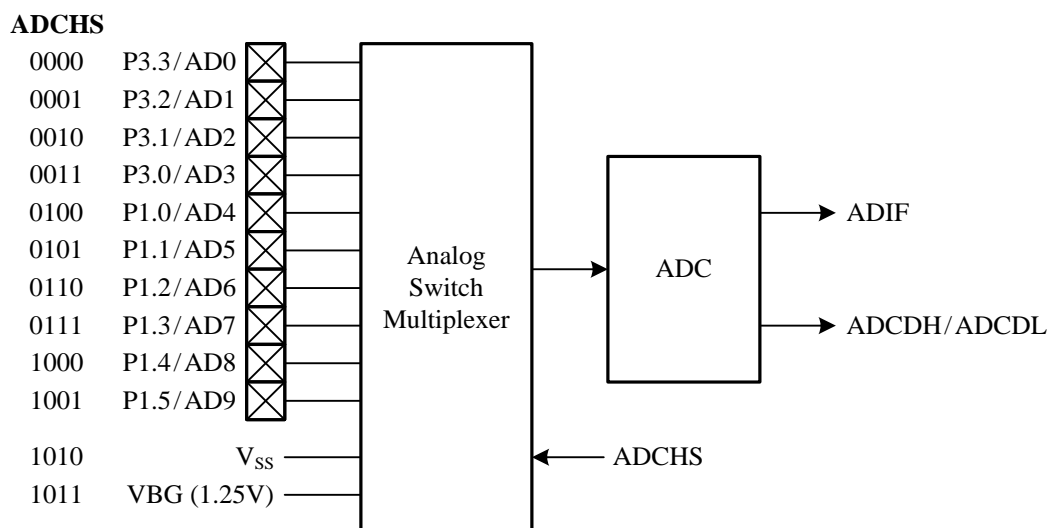 ADCHS
0000 P3.3/AD0
0001 P3.2/AD1
0010 P3.1/AD2
0011 P3.0/AD3
0100 P1.0/AD4
0101 P1.1/AD5
0110 P1.2/AD6
0111 P1.3/AD7
1000 P1.4/AD8
1001 P1.5/AD9
1010 VSS
1011 VBG (1.25V)
Analog
Switch
Multiplexer
ADC
ADIF
ADCDH/ADCDL
ADCHS